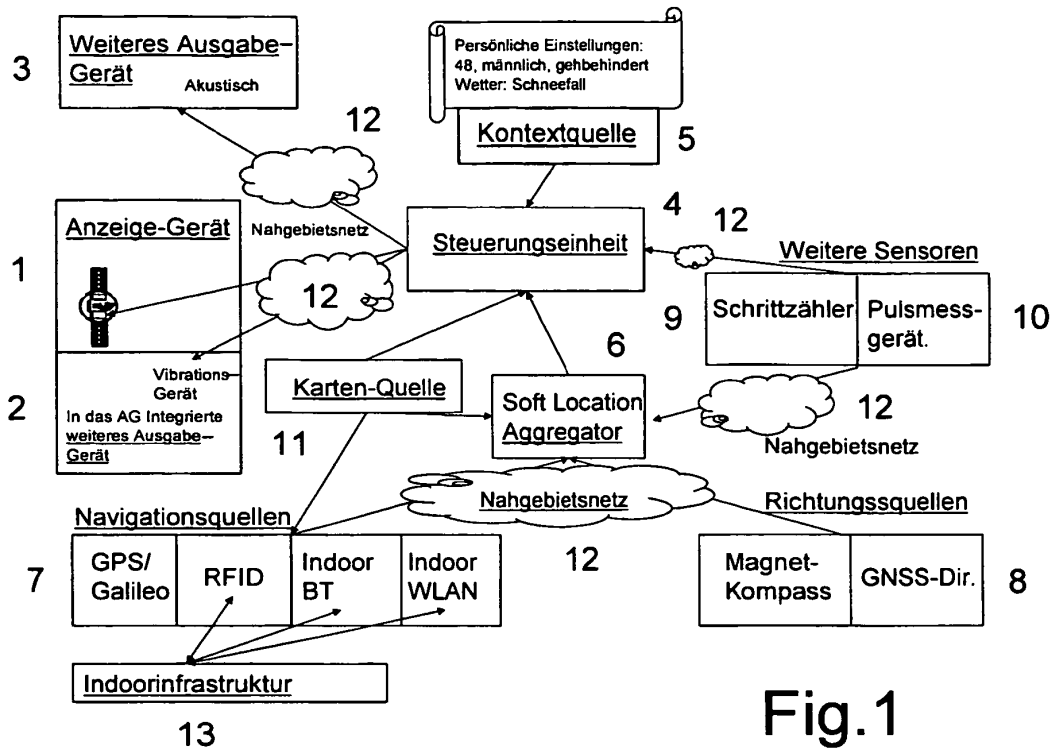 3
Weiteres Ausgabe–
Gerät
Akustisch
12
Persönliche Einstellungen:
48, männlich, gehbehindert
Wetter: Schneefall
Kontextquelle
5
1
Anzeige-Gerät
Nahgebietsnetz
12
Steuerungseinheit
4
12
Weitere Sensoren
9
Schrittzähler
Pulsmess-
gerät.
10
2
Vibrations–
Gerät
In das AG Integrierte
weiteres Ausgabe–
Gerät
Karten-Quelle
11
6
Soft Location
Aggregator
12
Nahgebietsnetz
Navigationsquellen
Nahgebietsnetz
12
Richtungssquellen
7
GPS/
Galileo
RFID
Indoor
BT
Indoor
WLAN
Magnet-
Kompass
GNSS-Dir.
8
Indoorinfrastruktur
13
Fig.1